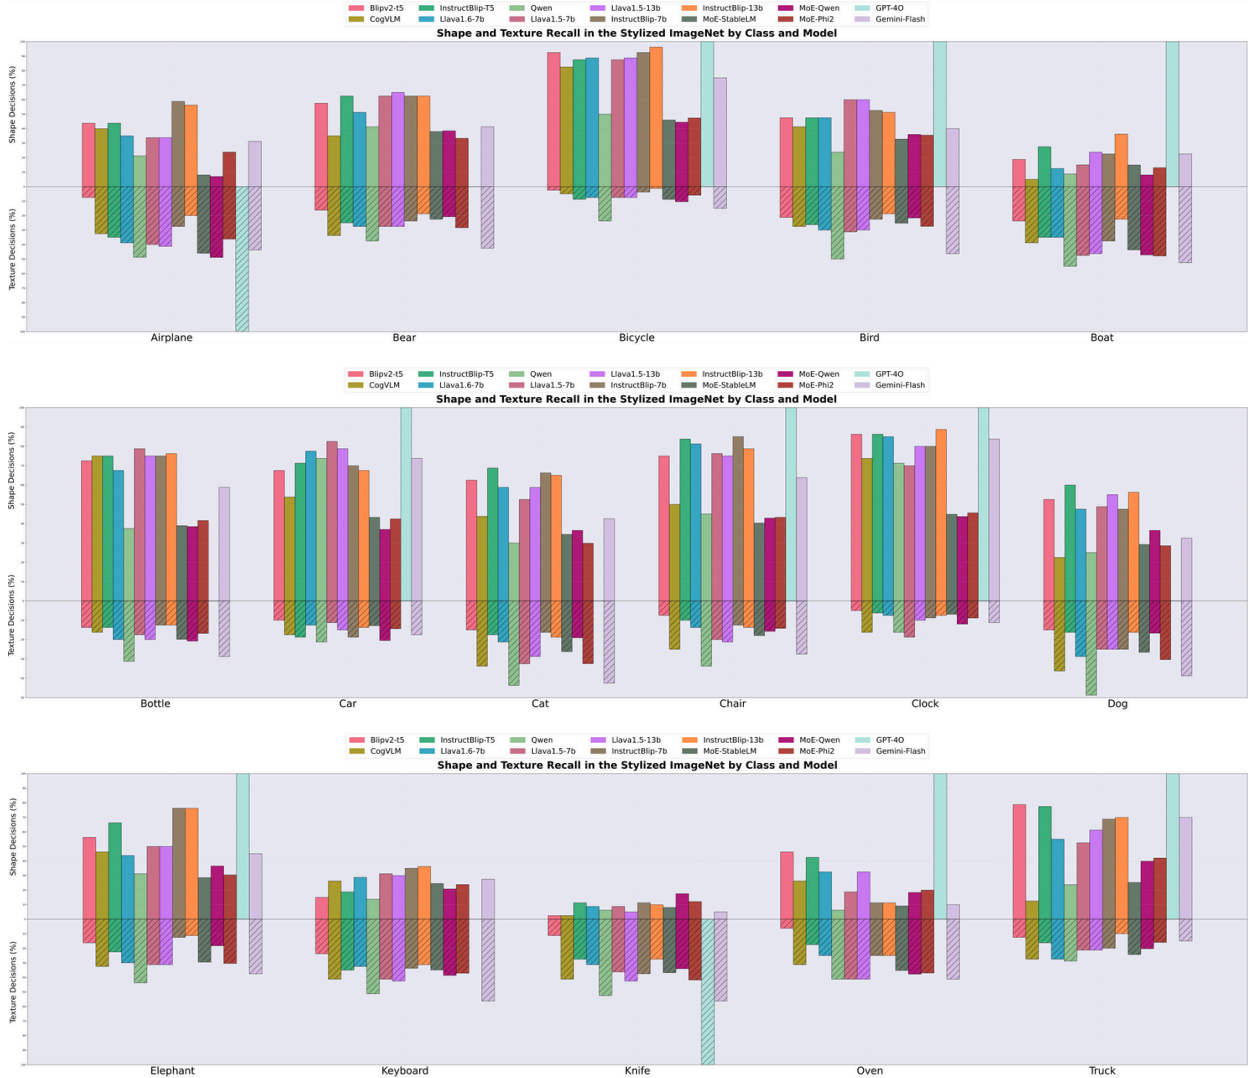 Blipv2-t5 InstructBlip-T5 Qwen Llava1.5-13b InstructBlip-13b MoE-Qwen GPT-4O
CogVLM Llava1.6-7b Llava1.5-7b InstructBlip-7b MoE-StableLM MoE-Phi2 Gemini-Flash
Shape and Texture Recall in the Stylized ImageNet by Class and Model
Shape Decisions (%)
Texture Decisions (%)
Airplane Bear Bicycle Bird Boat
Blipv2-t5 InstructBlip-T5 Qwen Llava1.5-13b InstructBlip-13b MoE-Qwen GPT-4O
CogVLM Llava1.6-7b Llava1.5-7b InstructBlip-7b MoE-StableLM MoE-Phi2 Gemini-Flash
Shape and Texture Recall in the Stylized ImageNet by Class and Model
Shape Decisions (%)
Texture Decisions (%)
Bottle Car Cat Chair Clock Dog
Blipv2-t5 InstructBlip-T5 Qwen Llava1.5-13b InstructBlip-13b MoE-Qwen GPT-4O
CogVLM Llava1.6-7b Llava1.5-7b InstructBlip-7b MoE-StableLM MoE-Phi2 Gemini-Flash
Shape and Texture Recall in the Stylized ImageNet by Class and Model
Shape Decisions (%)
Texture Decisions (%)
Elephant Keyboard Knife Oven Truck